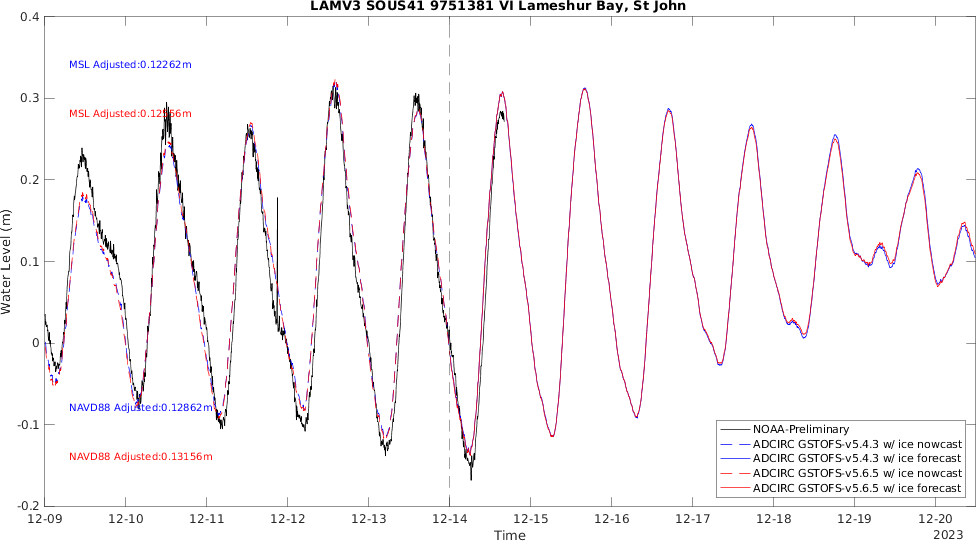 LAMV3 SOUS41 9751381 VI Lameshur Bay, St John
0.4
0.3
0.2
0.1
0
-0.1
-0.2
Water Level (m)
MSL Adjusted:0.12262m
MSL Adjusted:
NAVD88 Adjusted:0.12862m
NAVD88 Adjusted:0.13156m
NOAA-Preliminary
ADCIRC GSTOFS-v5.4.3 w/ ice nowcast
ADCIRC GSTOFS-v5.4.3 w/ ice forecast
ADCIRC GSTOFS-v5.6.5 w/ ice nowcast
ADCIRC GSTOFS-v5.6.5 w/ ice forecast
12-09 12-10 12-11 12-12 12-13 12-14 12-15 12-16 12-17 12-18 12-19 12-20
2023
Time